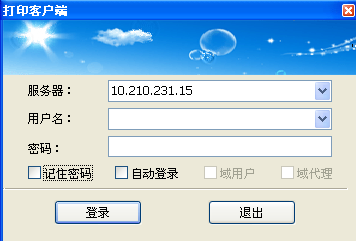 打印客户端
服务器： 10.210.231.15
用户名：
密码：
记住密码 自动登录 域用户 域代理
登录 退出